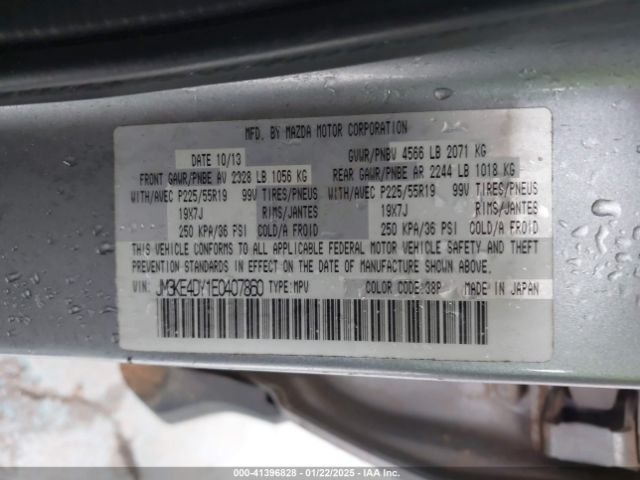 MFD. BY MAZDA MOTOR CORPORATION
DATE 10/13 GVWR/PNBV 4566 LB 2071 KG
FRONT GAWR/PNBE AV 2328 LB 1056 KG REAR GAWR/PNBE AR 2244 LB 1018 KG
WITH/AVEC P225/55R19 99V TIRES/PNEUS WITH/AVEC P225/55R19 99V TIRES/PNEUS
19X7J RIMS/JANTES 19X7J RIMS/JANTES
250 KPA/36 PSI COLD/A FROID 250 KPA/36 PSI COLD/A FROID
THIS VEHICLE CONFORMS TO ALL APPLICABLE FEDERAL MOTOR VEHICLE SAFETY AND THEFT
PREVENTION STANDARDS IN EFFECT ON THE DATE OF MANUFACTURE SHOWN ABOVE.
VIN: JM3KE4DY1E0407860 TYPE:MPV COLOR CODE:38P MADE IN JAPAN
000-41396828 - 01/22/2025 - IAA Inc.